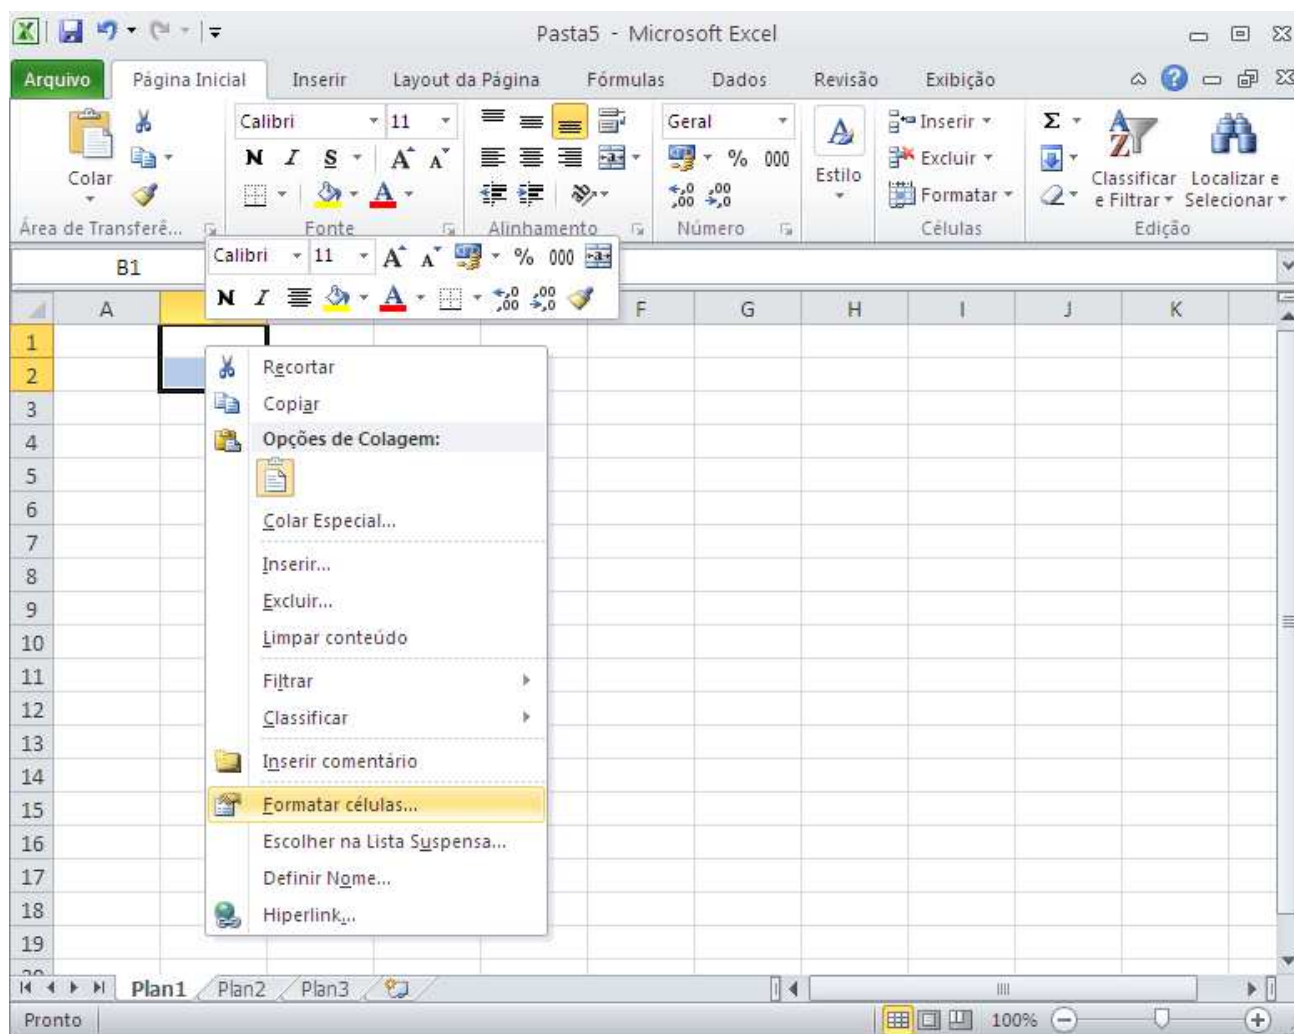 Pasta5 - Microsoft Excel
Arquivo Página Inicial Inserir Layout da Página Fórmulas Dados Revisão Exibição
Calibri 11 Geral Inserir Σ
N I S A A % 000 Excluir
Colar Estilo Classificar Localizar e
A ,00 ,0 Formatar e Filtrar Selecionar
Área de Transferê... Fonte Alinhamento Número Células Edição
B1
Calibri 11 A A % 000
N I A ,00 ,0
A F G H I J K
1
2
3
4
5
6
7
8
9
10
11
12
13
14
15
16
17
18
19
Recortar
Copiar
Opções de Colagem:
Colar Especial...
Inserir...
Excluir...
Limpar conteúdo
Filtrar
Classificar
Inserir comentário
Formatar células...
Escolher na Lista Suspensa...
Definir Nome...
Hiperlink...
Plan1 Plan2 Plan3
Pronto 100%